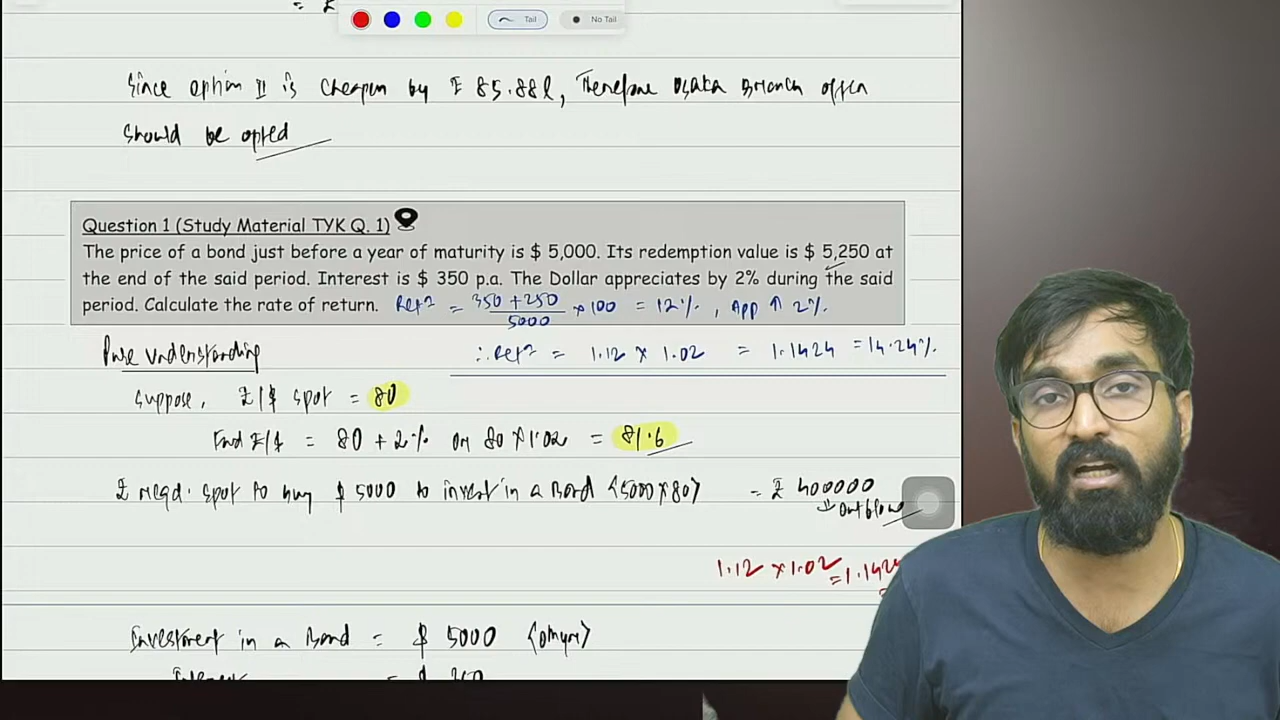 = ₹
Tail
No Tail
Since option II is cheaper by ₹ 85.88l, Therefore Osaka Branch offer
should be opted
Question 1 (Study Material TYK Q. 1)
The price of a bond just before a year of maturity is $ 5,000. Its redemption value is $ 5,250 at
the end of the said period. Interest is $ 350 p.a. The Dollar appreciates by 2% during the said
period. Calculate the rate of return. Retⁿ = 350 + 250 / 5000 × 100 = 12%, App ↑ 2%.
∴ Retⁿ = 1.12 × 1.02 = 1.1424 = 14.24%
Pure understanding
Suppose, ₹/$ spot = 80
Fwd ₹/$ = 80 + 2% or 80 × 1.02 = 81.6
₹ reqd. spot to buy $ 5000 to invest in a Bond (5000 × 80) = ₹ 400000
outflow
1.12 × 1.02
= 1.1424
Investment in a Bond = $ 5000
Interest = $ 350